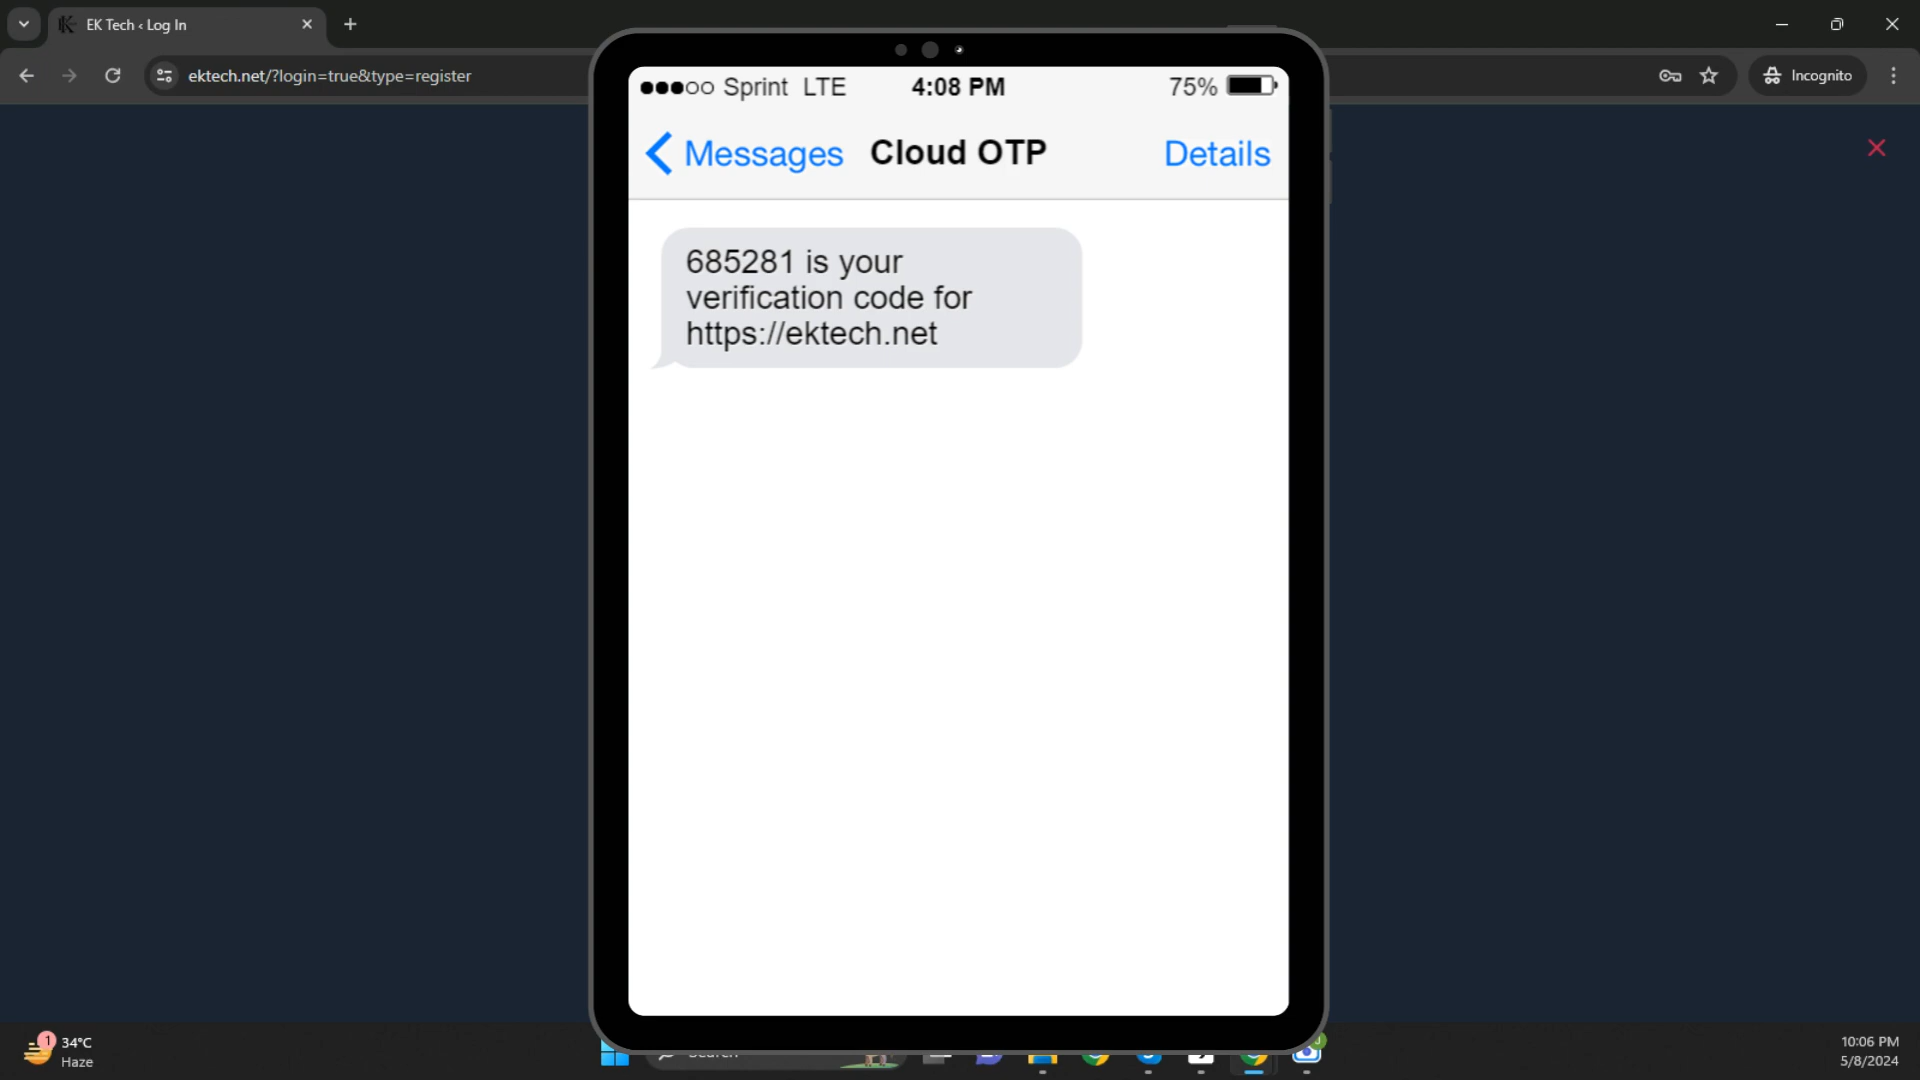 EK Tech ‹ Log In
ektech.net/?login=true&type=register
Incognito
Sprint LTE 4:08 PM 75%
Messages Cloud OTP Details
685281 is your
verification code for
https://ektech.net
1
34°C
Haze
Search
10:06 PM
5/8/2024